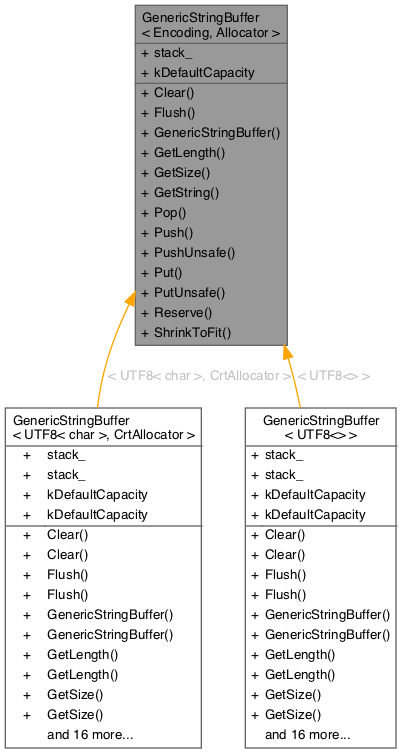 GenericStringBuffer
< Encoding, Allocator >
+ stack_
+ kDefaultCapacity
+ Clear()
+ Flush()
+ GenericStringBuffer()
+ GetLength()
+ GetSize()
+ GetString()
+ Pop()
+ Push()
+ PushUnsafe()
+ Put()
+ PutUnsafe()
+ Reserve()
+ ShrinkToFit()
< UTF8< char >, CrtAllocator >
< UTF8<> >
GenericStringBuffer
< UTF8< char >, CrtAllocator >
+ stack_
+ stack_
+ kDefaultCapacity
+ kDefaultCapacity
+ Clear()
+ Clear()
+ Flush()
+ Flush()
+ GenericStringBuffer()
+ GenericStringBuffer()
+ GetLength()
+ GetLength()
+ GetSize()
+ GetSize()
and 16 more...
GenericStringBuffer
< UTF8<> >
+ stack_
+ stack_
+ kDefaultCapacity
+ kDefaultCapacity
+ Clear()
+ Clear()
+ Flush()
+ Flush()
+ GenericStringBuffer()
+ GenericStringBuffer()
+ GetLength()
+ GetLength()
+ GetSize()
+ GetSize()
and 16 more...